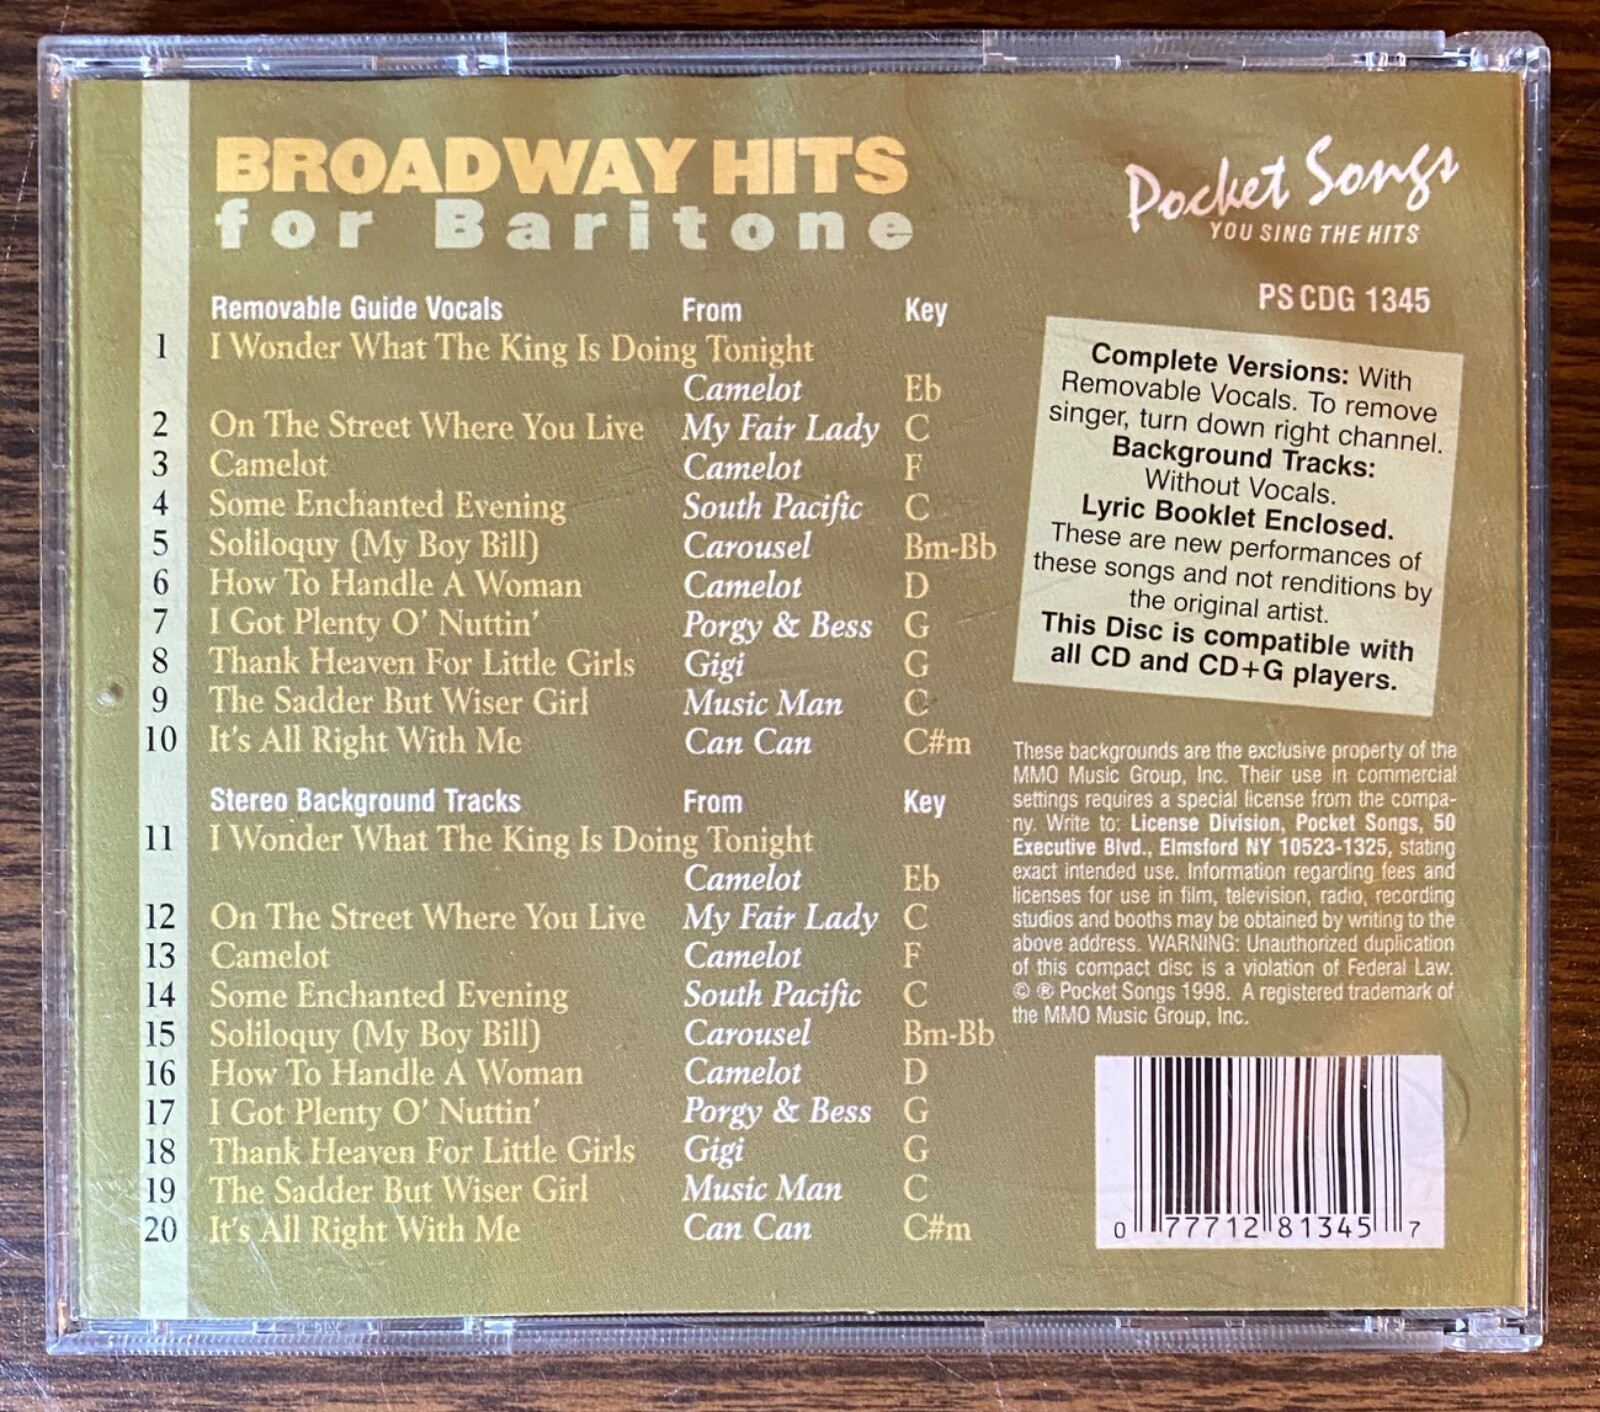 BROADWAY HITS
for Baritone
Pocket Songs
YOU SING THE HITS
PS CDG 1345
Removable Guide Vocals From Key
1 I Wonder What The King Is Doing Tonight
Camelot Eb
2 On The Street Where You Live My Fair Lady C
3 Camelot Camelot F
4 Some Enchanted Evening South Pacific C
5 Soliloquy (My Boy Bill) Carousel Bm-Bb
6 How To Handle A Woman Camelot D
7 I Got Plenty O' Nuttin' Porgy & Bess G
8 Thank Heaven For Little Girls Gigi G
9 The Sadder But Wiser Girl Music Man C
10 It's All Right With Me Can Can C#m
Stereo Background Tracks From Key
11 I Wonder What The King Is Doing Tonight
Camelot Eb
12 On The Street Where You Live My Fair Lady C
13 Camelot Camelot F
14 Some Enchanted Evening South Pacific C
15 Soliloquy (My Boy Bill) Carousel Bm-Bb
16 How To Handle A Woman Camelot D
17 I Got Plenty O' Nuttin' Porgy & Bess G
18 Thank Heaven For Little Girls Gigi G
19 The Sadder But Wiser Girl Music Man C
20 It's All Right With Me Can Can C#m
Complete Versions: With
Removable Vocals. To remove
singer, turn down right channel.
Background Tracks:
Without Vocals.
Lyric Booklet Enclosed.
These are new performances of
these songs and not renditions by
the original artist.
This Disc is compatible with
all CD and CD+G players.
These backgrounds are the exclusive property of the
MMO Music Group, Inc. Their use in commercial
settings requires a special license from the compa-
ny. Write to: License Division, Pocket Songs, 50
Executive Blvd., Elmsford NY 10523-1325, stating
exact intended use. Information regarding fees and
licenses for use in film, television, radio, recording
studios and booths may be obtained by writing to the
above address. WARNING: Unauthorized duplication
of this compact disc is a violation of Federal Law.
© ® Pocket Songs 1998. A registered trademark of
the MMO Music Group, Inc.
0 77712 81345 7